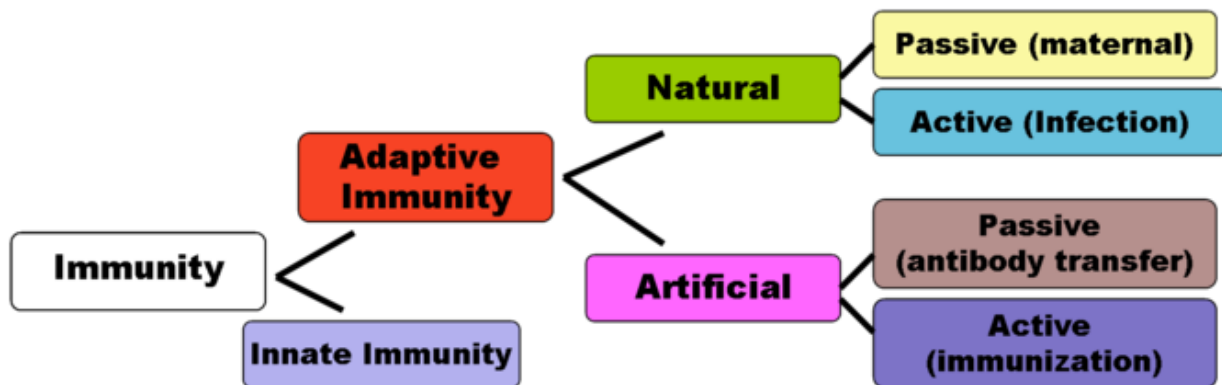 Immunity
Adaptive
Immunity
Innate Immunity
Natural
Artificial
Passive (maternal)
Active (Infection)
Passive
(antibody transfer)
Active
(immunization)